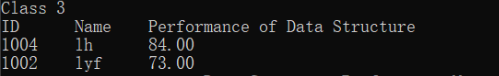 Class 3
ID Name Performance of Data Structure
1004 lh 84.00
1002 lyf 73.00